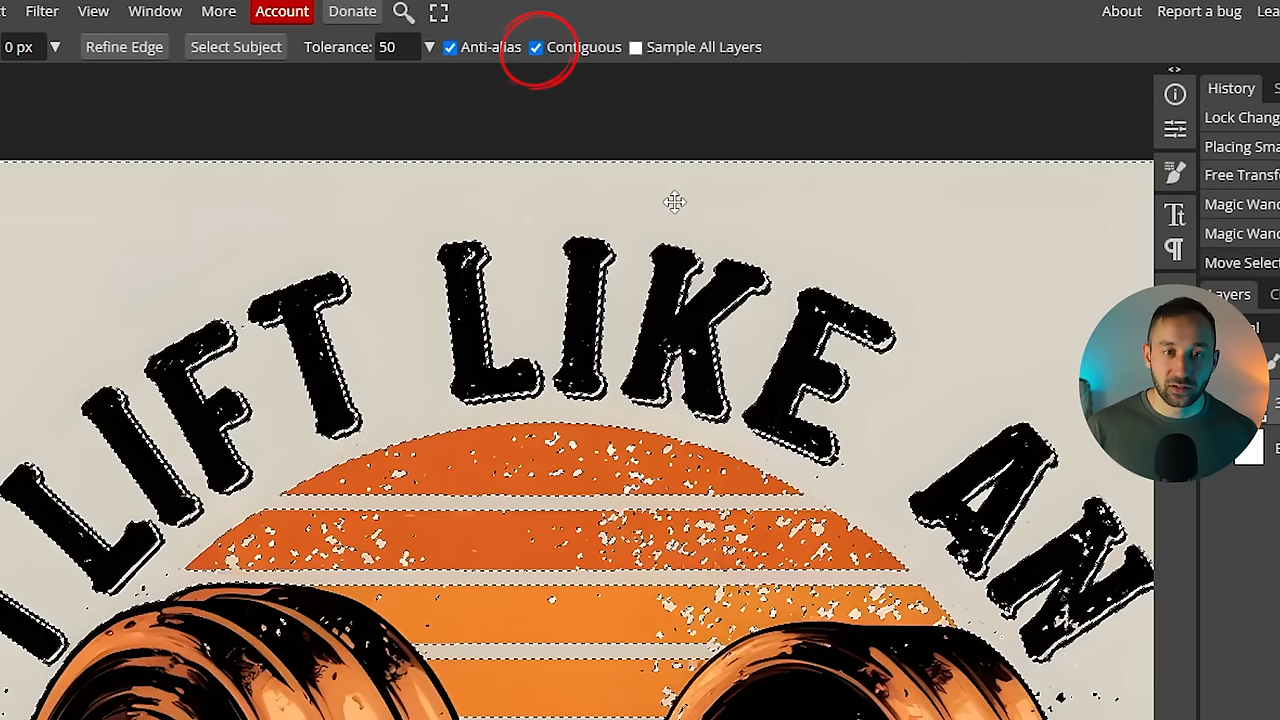 Filter View Window More Account Donate About Report a bug
0 px Refine Edge Select Subject Tolerance: 50 Anti-alias Contiguous Sample All Layers
History
Lock Chang
Placing Sma
Free Transf
Magic Wand
Magic Wand
Move Select
Layers
I LIFT LIKE AN